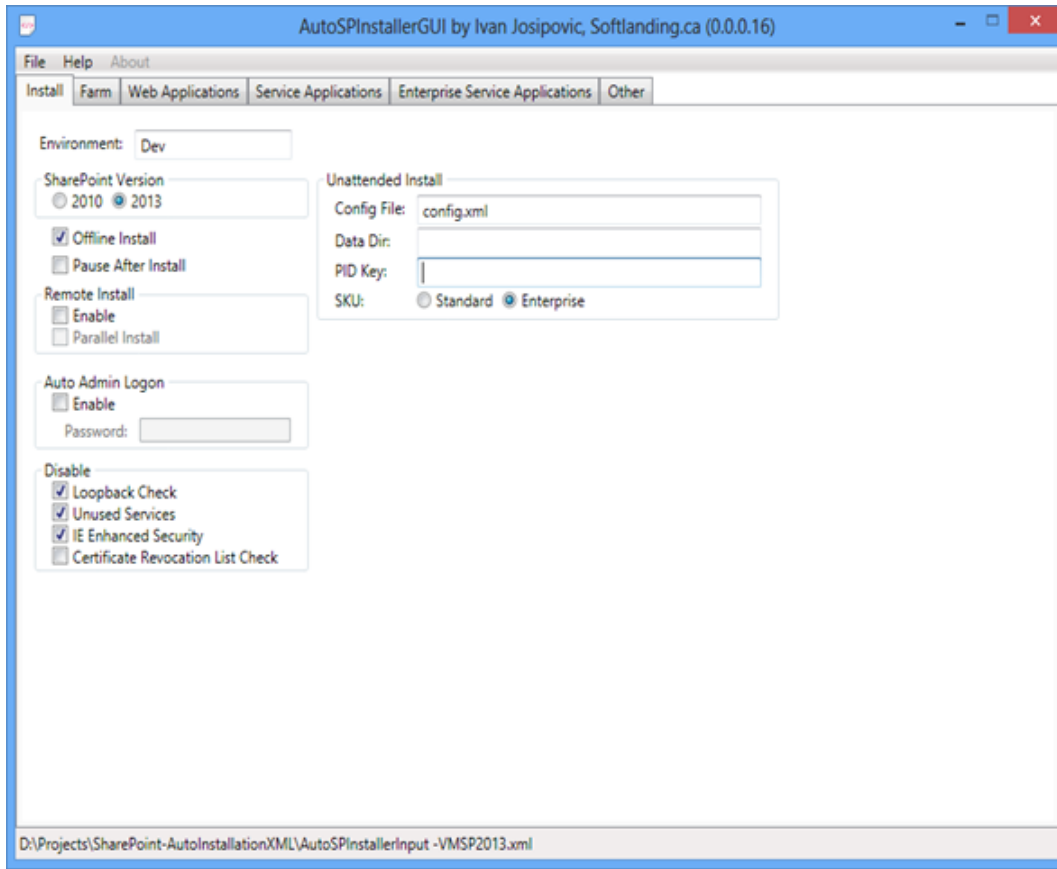 AutoSPInstallerGUI by Ivan Josipovic, Softlanding.ca (0.0.0.16)
File Help About
Install Farm Web Applications Service Applications Enterprise Service Applications Other
Environment: Dev
SharePoint Version
2010 2013
Offline Install
Pause After Install
Remote Install
Enable
Parallel Install
Auto Admin Logon
Enable
Password:
Disable
Loopback Check
Unused Services
IE Enhanced Security
Certificate Revocation List Check
Unattended Install
Config File: config.xml
Data Dir:
PID Key:
SKU: Standard Enterprise
D:\Projects\SharePoint-AutoInstallationXML\AutoSPInstallerInput -VMSP2013.xml